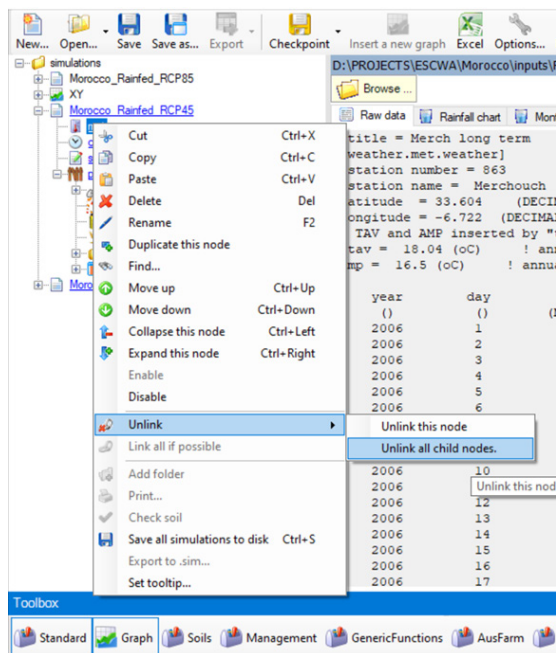 New... Open... Save Save as... Export Checkpoint Insert a new graph Excel Options...
simulations
Morocco_Rainfed_RCP85
XY
Morocco_Rainfed_RCP45
D:\PROJECTS\ESCWA\Morocco\inputs\
Browse ...
Raw data Rainfall chart
Cut Ctrl+X
Copy Ctrl+C
Paste Ctrl+V
Delete Del
Rename F2
Duplicate this node
Find...
Move up Ctrl+Up
Move down Ctrl+Down
Collapse this node Ctrl+Left
Expand this node Ctrl+Right
Enable
Disable
Unlink
Link all if possible
Add folder
Print...
Check soil
Save all simulations to disk Ctrl+S
Export to .sim...
Set tooltip...
Unlink this node
Unlink all child nodes.
Unlink this nod
title = Merch long term
weather.met.weather]
station number = 863
station name = Merchouch
atitude = 33.604 (DECI
ongitude = -6.722 (DECIMA
TAV and AMP inserted by "
tav = 18.04 (oC) ! an
mp = 16.5 (oC) ! annua
year day
() ()
2006 1
2006 2
2006 3
2006 4
2006 5
2006 6
2006 10
2006
2006 12
2006 13
2006 14
2006 15
2006 16
2006 17
Toolbox
Standard Graph Soils Management GenericFunctions AusFarm